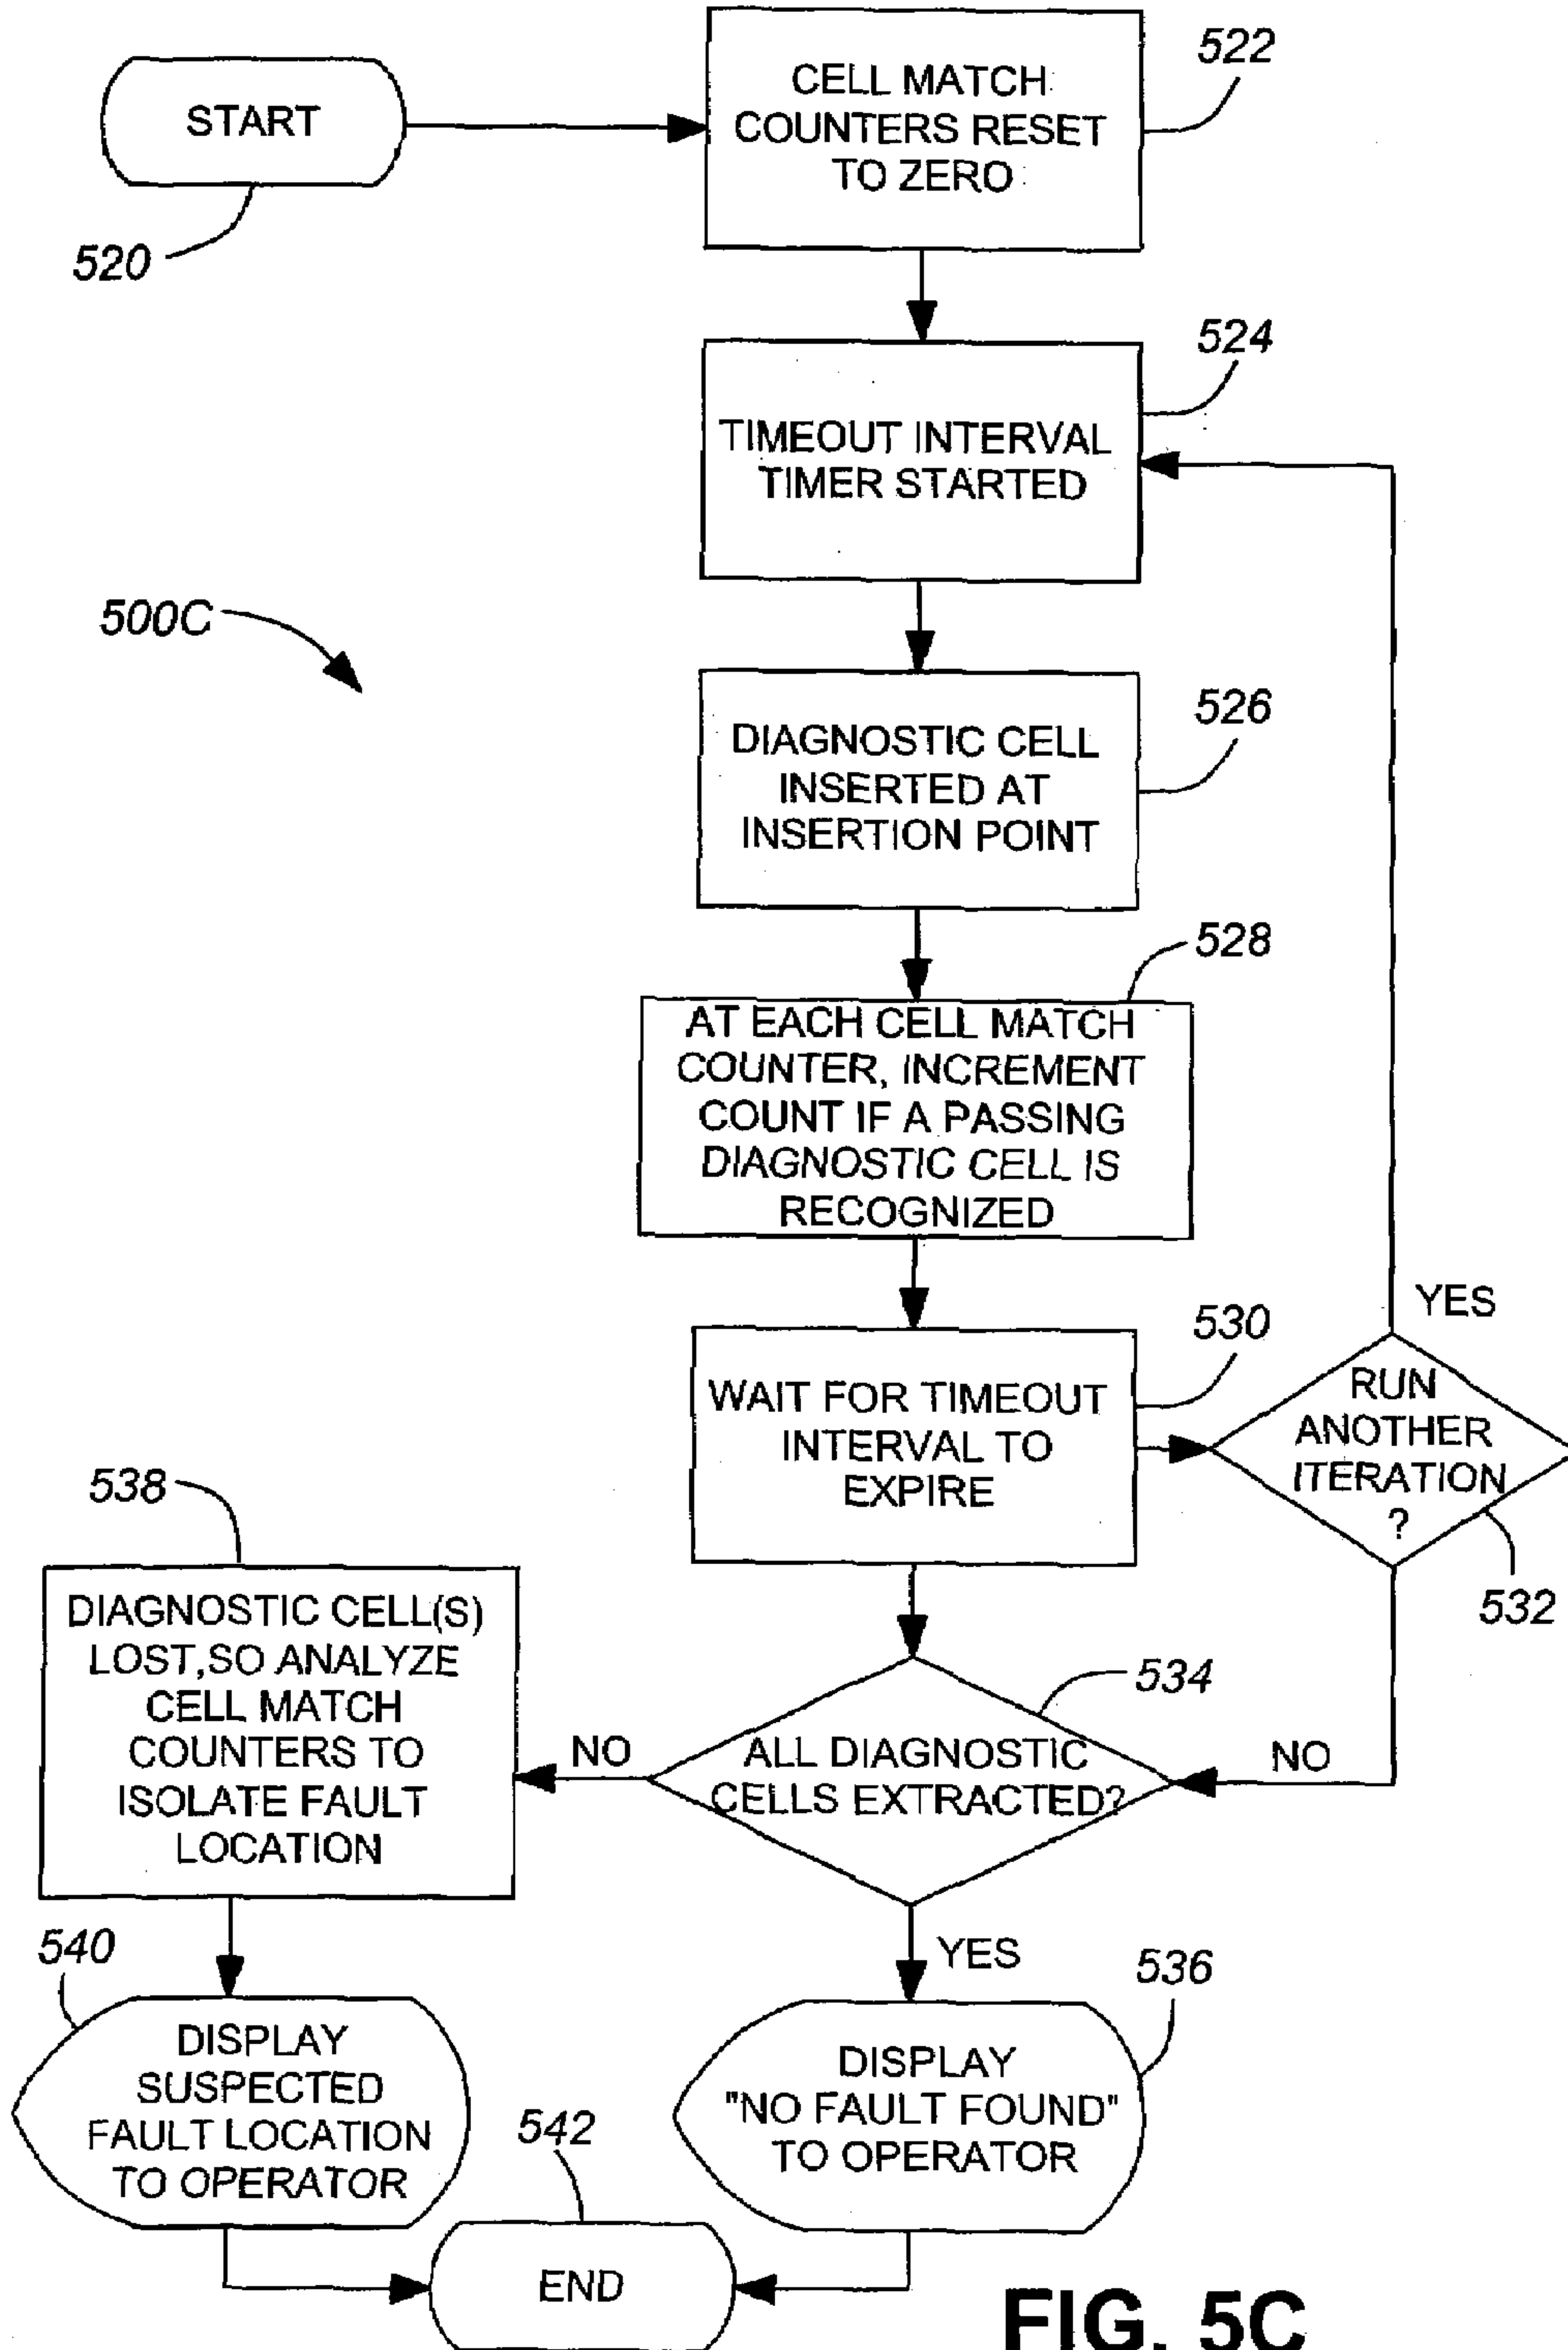 START
520
CELL MATCH
COUNTERS RESET
TO ZERO
522
TIMEOUT INTERVAL
TIMER STARTED
524
500C
DIAGNOSTIC CELL
INSERTED AT
INSERTION POINT
526
528
AT EACH CELL MATCH
COUNTER, INCREMENT
COUNT IF A PASSING
DIAGNOSTIC CELL IS
RECOGNIZED
WAIT FOR TIMEOUT
INTERVAL TO
EXPIRE
530
YES
RUN
ANOTHER
ITERATION
?
532
NO
534
ALL DIAGNOSTIC
CELLS EXTRACTED?
NO
538
DIAGNOSTIC CELL(S)
LOST,SO ANALYZE
CELL MATCH
COUNTERS TO
ISOLATE FAULT
LOCATION
YES
540
DISPLAY
SUSPECTED
FAULT LOCATION
TO OPERATOR
536
DISPLAY
"NO FAULT FOUND"
TO OPERATOR
542
END
FIG. 5C